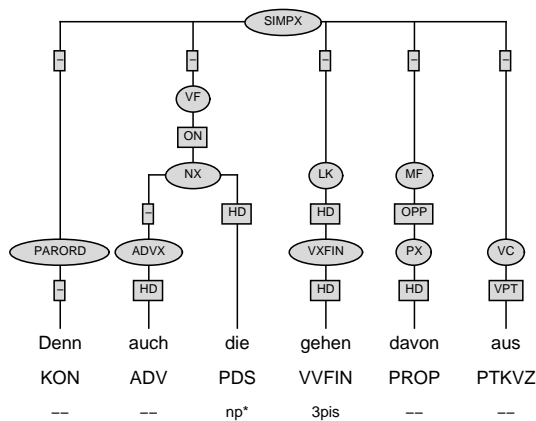 SIMPX
– – – – –
VF
ON
NX LK MF
– HD HD OPP
PARORD ADVX VXFIN PX VC
– HD HD HD VPT
Denn auch die gehen davon aus
KON ADV PDS VVFIN PROP PTKVZ
–– –– np* 3pis –– ––